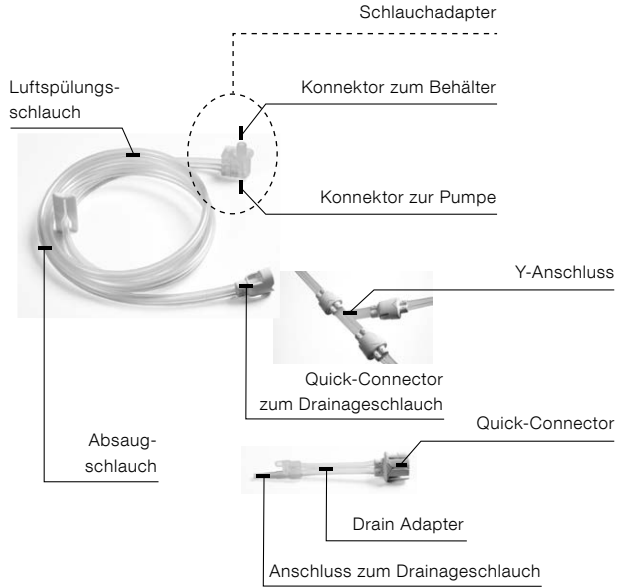 Schlauchadapter
Luftspülungs-
schlauch
Konnektor zum Behälter
Konnektor zur Pumpe
Y-Anschluss
Quick-Connector
zum Drainageschlauch
Absaug-
schlauch
Quick-Connector
Drain Adapter
Anschluss zum Drainageschlauch